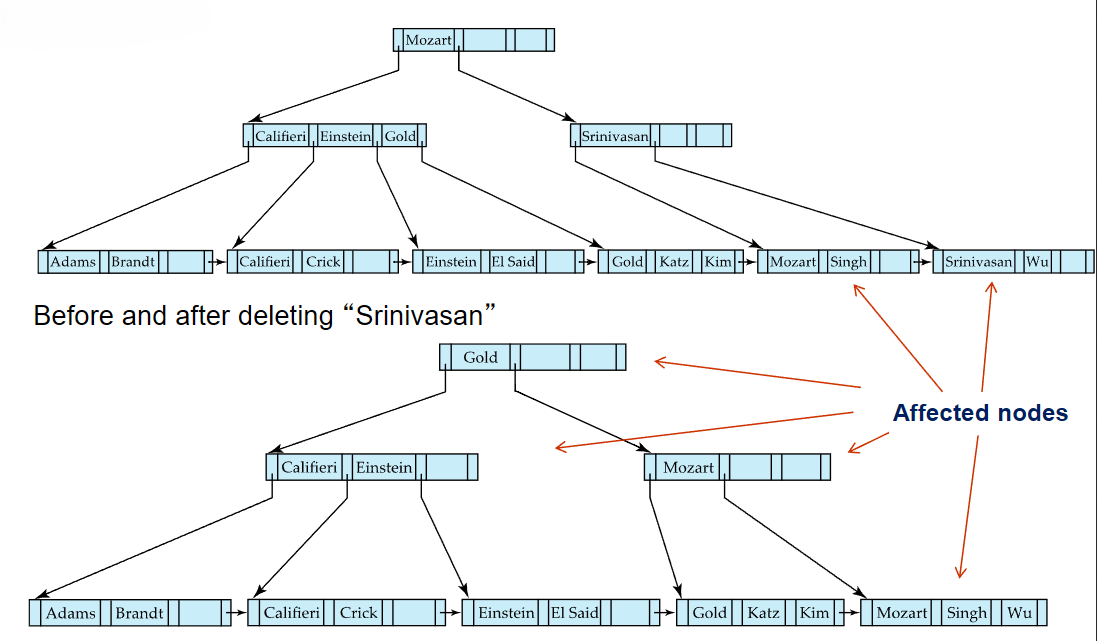 Mozart
Califieri Einstein Gold Srinivasan
Adams Brandt Califieri Crick Einstein El Said Gold Katz Kim Mozart Singh Srinivasan Wu
Before and after deleting “Srinivasan”
Gold
Affected nodes
Califieri Einstein Mozart
Adams Brandt Califieri Crick Einstein El Said Gold Katz Kim Mozart Singh Wu